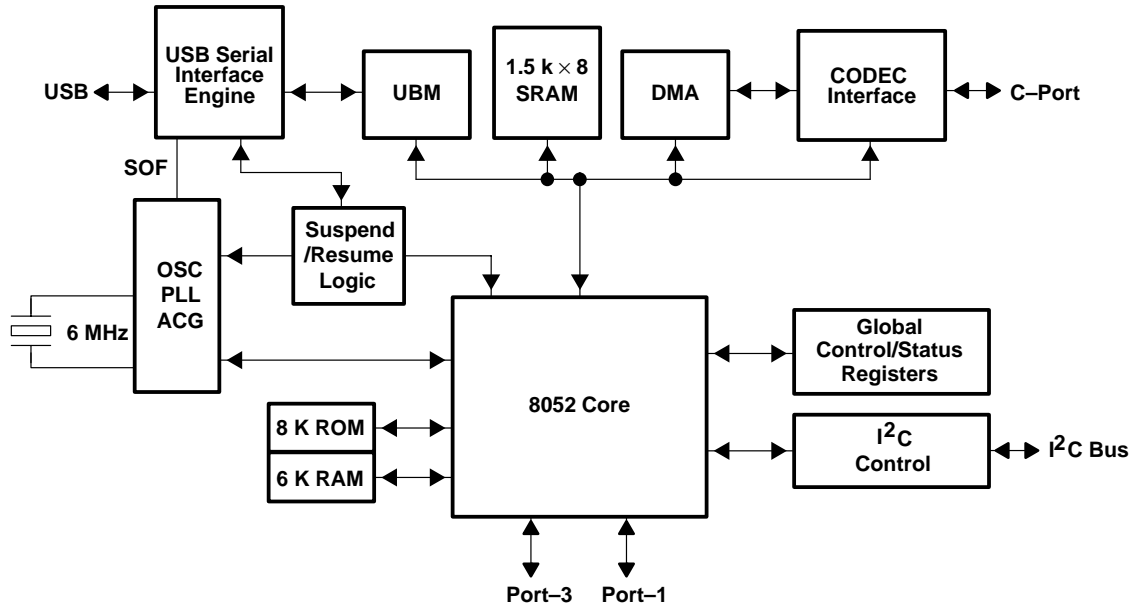 USB
USB Serial
Interface
Engine
UBM
1.5 k × 8
SRAM
DMA
CODEC
Interface
C–Port
SOF
Suspend
/Resume
Logic
OSC
PLL
ACG
6 MHz
8052 Core
Global
Control/Status
Registers
8 K ROM
6 K RAM
I²C
Control
I²C Bus
Port–3
Port–1